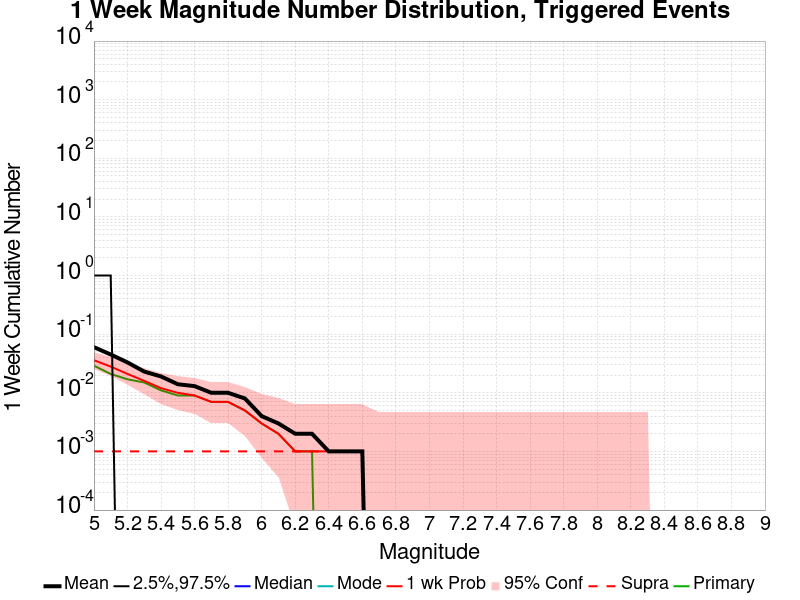 1 Week Magnitude Number Distribution, Triggered Events
1 Week Cumulative Number
10^4
10^3
10^2
10^1
10^0
10^-1
10^-2
10^-3
10^-4
5 5.2 5.4 5.6 5.8 6 6.2 6.4 6.6 6.8 7 7.2 7.4 7.6 7.8 8 8.2 8.4 8.6 8.8 9
Magnitude
Mean 2.5%,97.5% Median Mode 1 wk Prob 95% Conf Supra Primary